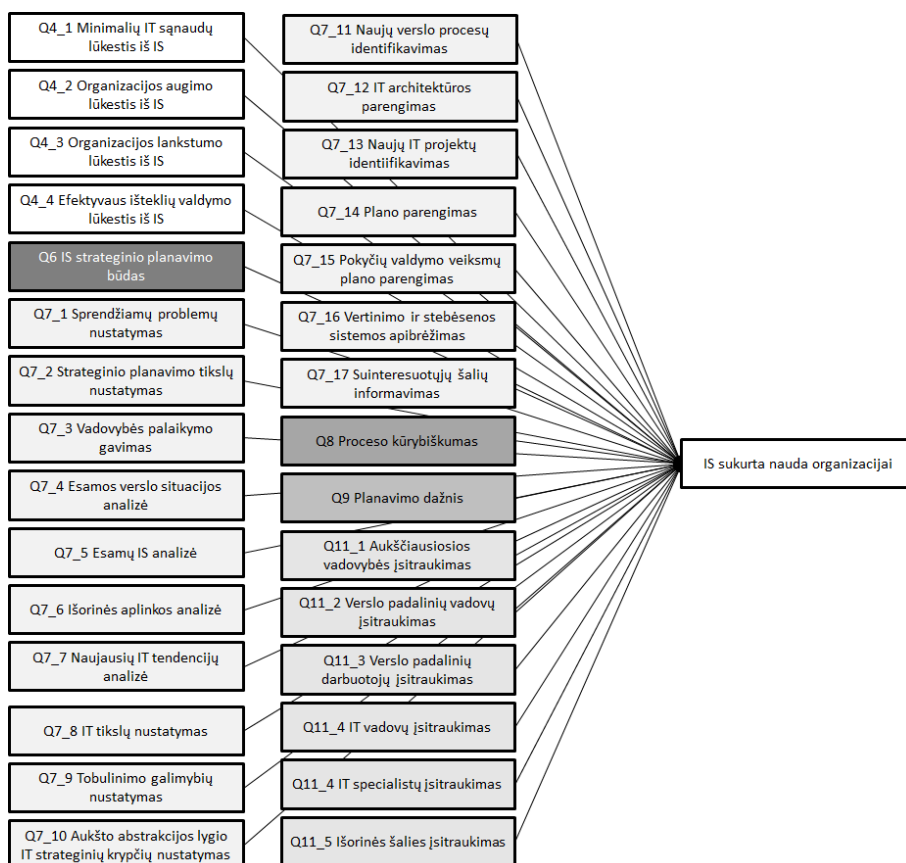 Q4_1 Minimalių IT sąnaudų
lūkestis iš IS
Q4_2 Organizacijos augimo
lūkestis iš IS
Q4_3 Organizacijos lankstumo
lūkestis iš IS
Q4_4 Efektyvaus išteklių valdymo
lūkestis iš IS
Q6 IS strateginio planavimo
būdas
Q7_1 Sprendžiamų problemų
nustatymas
Q7_2 Strateginio planavimo tikslų
nustatymas
Q7_3 Vadovybės palaikymo
gavimas
Q7_4 Esamos verslo situacijos
analizė
Q7_5 Esamų IS analizė
Q7_6 Išorinės aplinkos analizė
Q7_7 Naujausių IT tendencijų
analizė
Q7_8 IT tikslų nustatymas
Q7_9 Tobulinimo galimybių
nustatymas
Q7_10 Aukšto abstrakcijos lygio
IT strateginių krypčių nustatymas
Q7_11 Naujų verslo procesų
identifikavimas
Q7_12 IT architektūros
parengimas
Q7_13 Naujų IT projektų
identiifikavimas
Q7_14 Plano parengimas
Q7_15 Pokyčių valdymo veiksmų
plano parengimas
Q7_16 Vertinimo ir stebėsenos
sistemos apibrėžimas
Q7_17 Suinteresuotųjų šalių
informavimas
Q8 Proceso kūrybiškumas
Q9 Planavimo dažnis
Q11_1 Aukščiausiosios
vadovybės įsitraukimas
Q11_2 Verslo padalinių vadovų
įsitraukimas
Q11_3 Verslo padalinių
darbuotojų įsitraukimas
Q11_4 IT vadovų įsitraukimas
Q11_4 IT specialistų įsitraukimas
Q11_5 Išorinės šalies įsitraukimas
IS sukurta nauda organizacijai